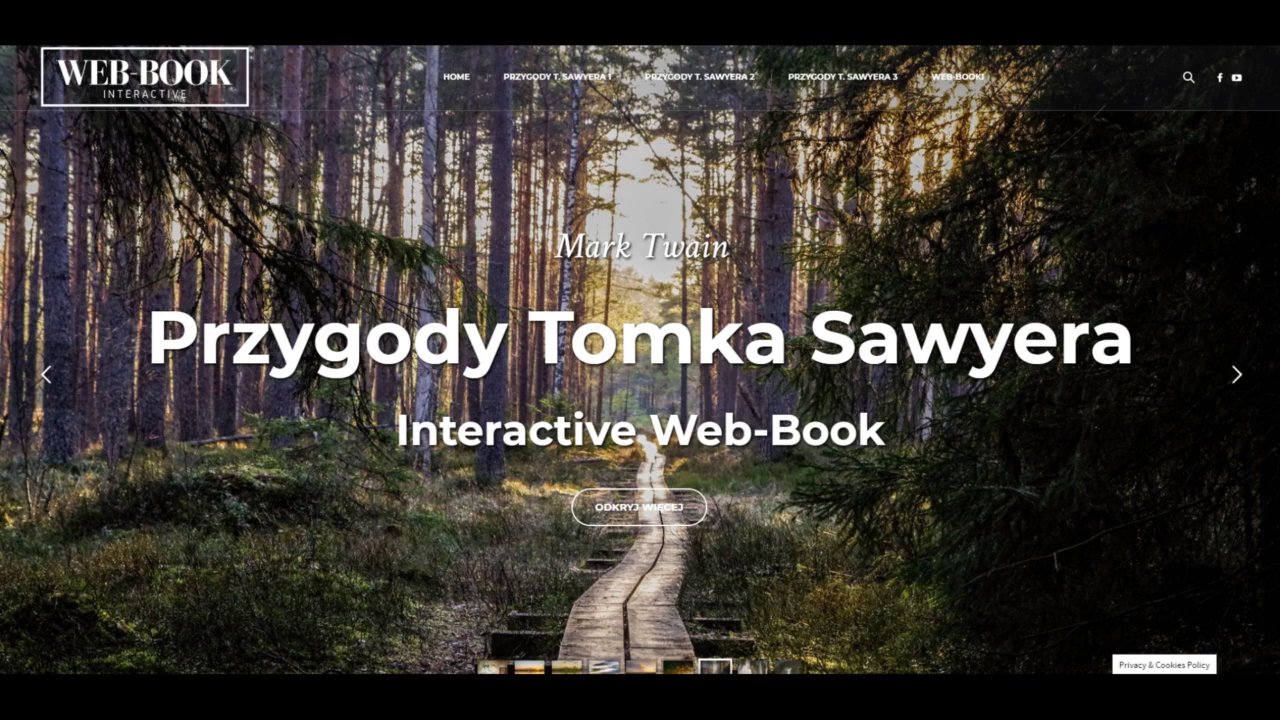 WEB-BOOK
INTERACTIVE
HOME PRZYGODY T. SAWYERA 1 PRZYGODY T. SAWYERA 2 PRZYGODY T. SAWYERA 3 WEB-BOOKI
Mark Twain
Przygody Tomka Sawyera
Interactive Web-Book
ODKRYJ WIĘCEJ
Privacy & Cookies Policy